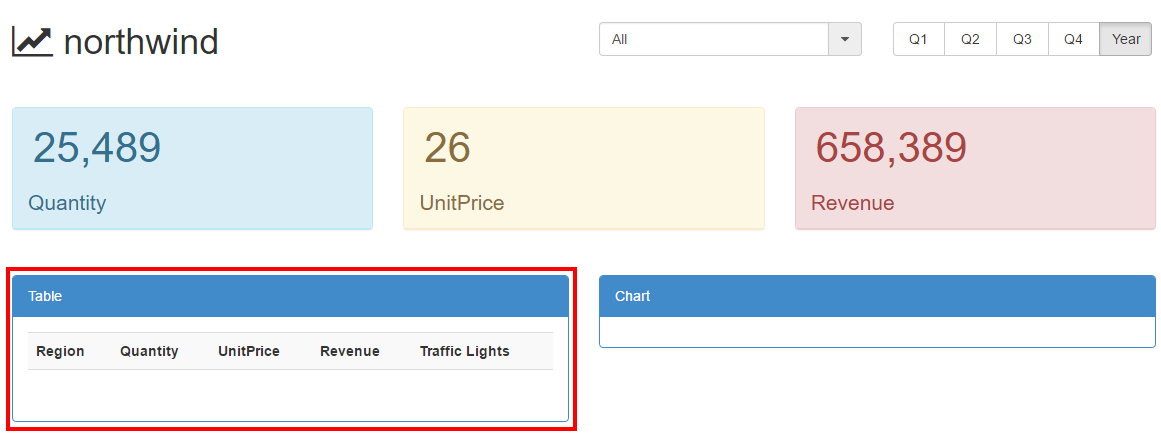 northwind
All
Q1 Q2 Q3 Q4 Year
25,489
Quantity
26
UnitPrice
658,389
Revenue
Table
Region Quantity UnitPrice Revenue Traffic Lights
Chart